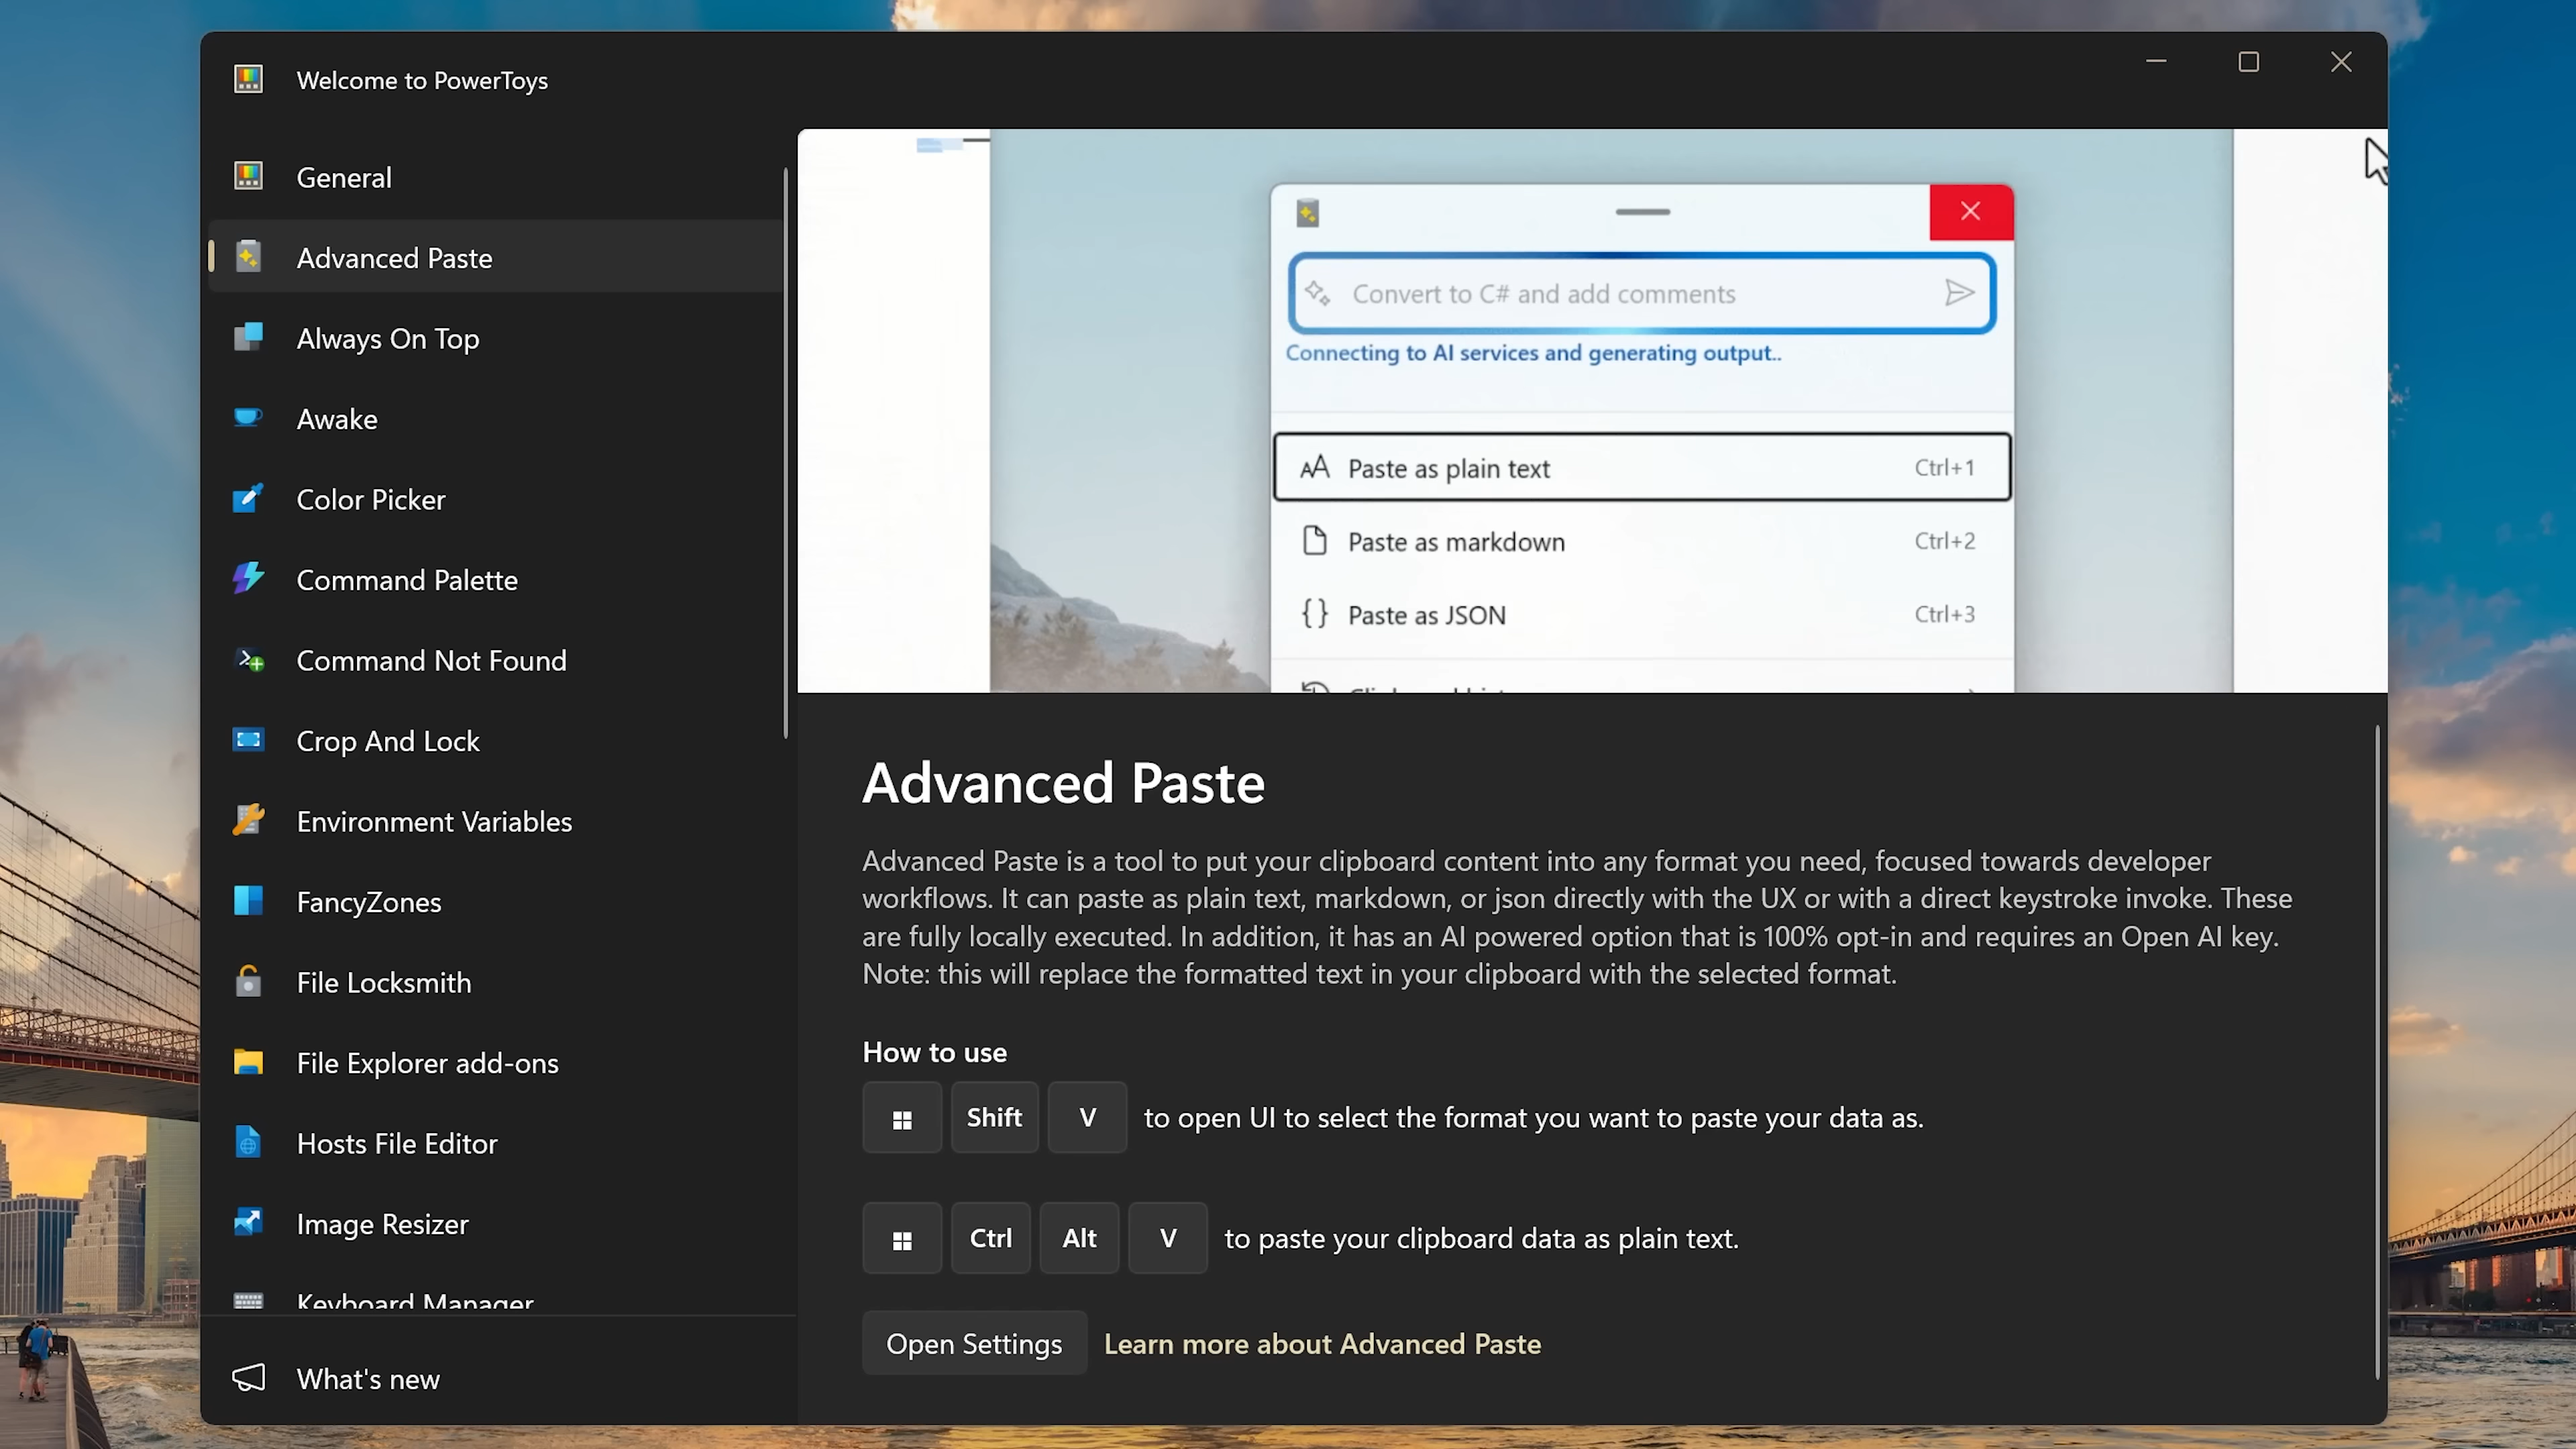 Welcome to PowerToys
General
Advanced Paste
Always On Top
Awake
Color Picker
Command Palette
Command Not Found
Crop And Lock
Environment Variables
FancyZones
File Locksmith
File Explorer add-ons
Hosts File Editor
Image Resizer
Keyboard Manager
What's new
Convert to C# and add comments
Connecting to AI services and generating output..
Paste as plain text Ctrl+1
Paste as markdown Ctrl+2
Paste as JSON Ctrl+3
Advanced Paste
Advanced Paste is a tool to put your clipboard content into any format you need, focused towards developer
workflows. It can paste as plain text, markdown, or json directly with the UX or with a direct keystroke invoke. These
are fully locally executed. In addition, it has an AI powered option that is 100% opt-in and requires an Open AI key.
Note: this will replace the formatted text in your clipboard with the selected format.
How to use
Shift V to open UI to select the format you want to paste your data as.
Ctrl Alt V to paste your clipboard data as plain text.
Open Settings Learn more about Advanced Paste